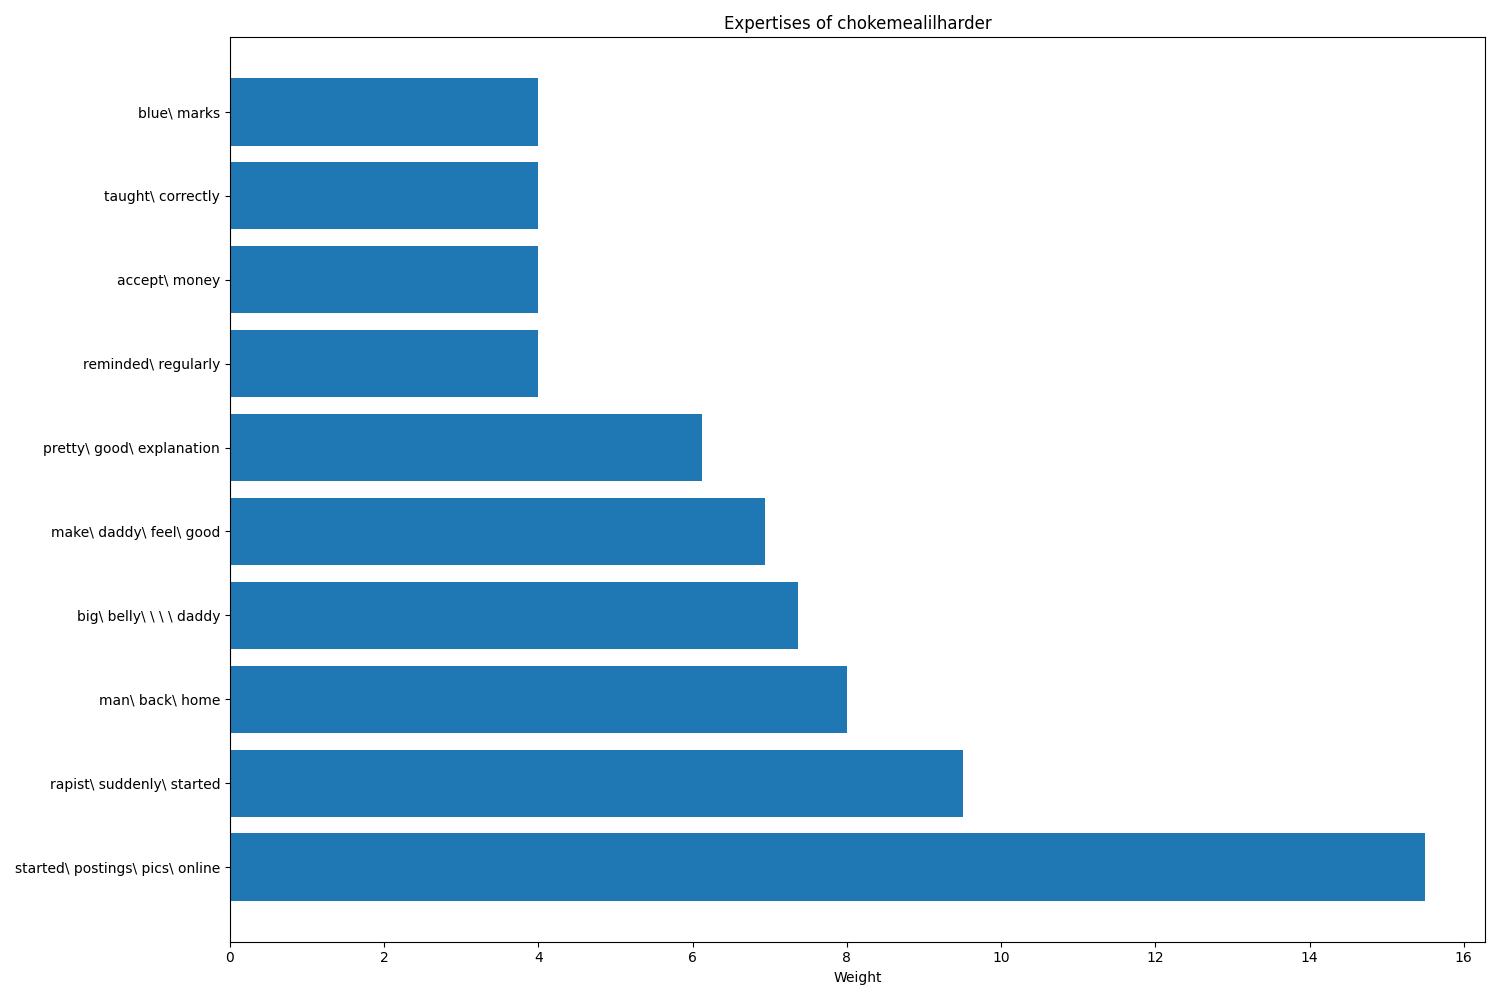 Expertises of chokemealilharder
blue\ marks
taught\ correctly
accept\ money
reminded\ regularly
pretty\ good\ explanation
make\ daddy\ feel\ good
big\ belly\ \ \ \ daddy
man\ back\ home
rapist\ suddenly\ started
started\ postings\ pics\ online
0 2 4 6 8 10 12 14 16
Weight